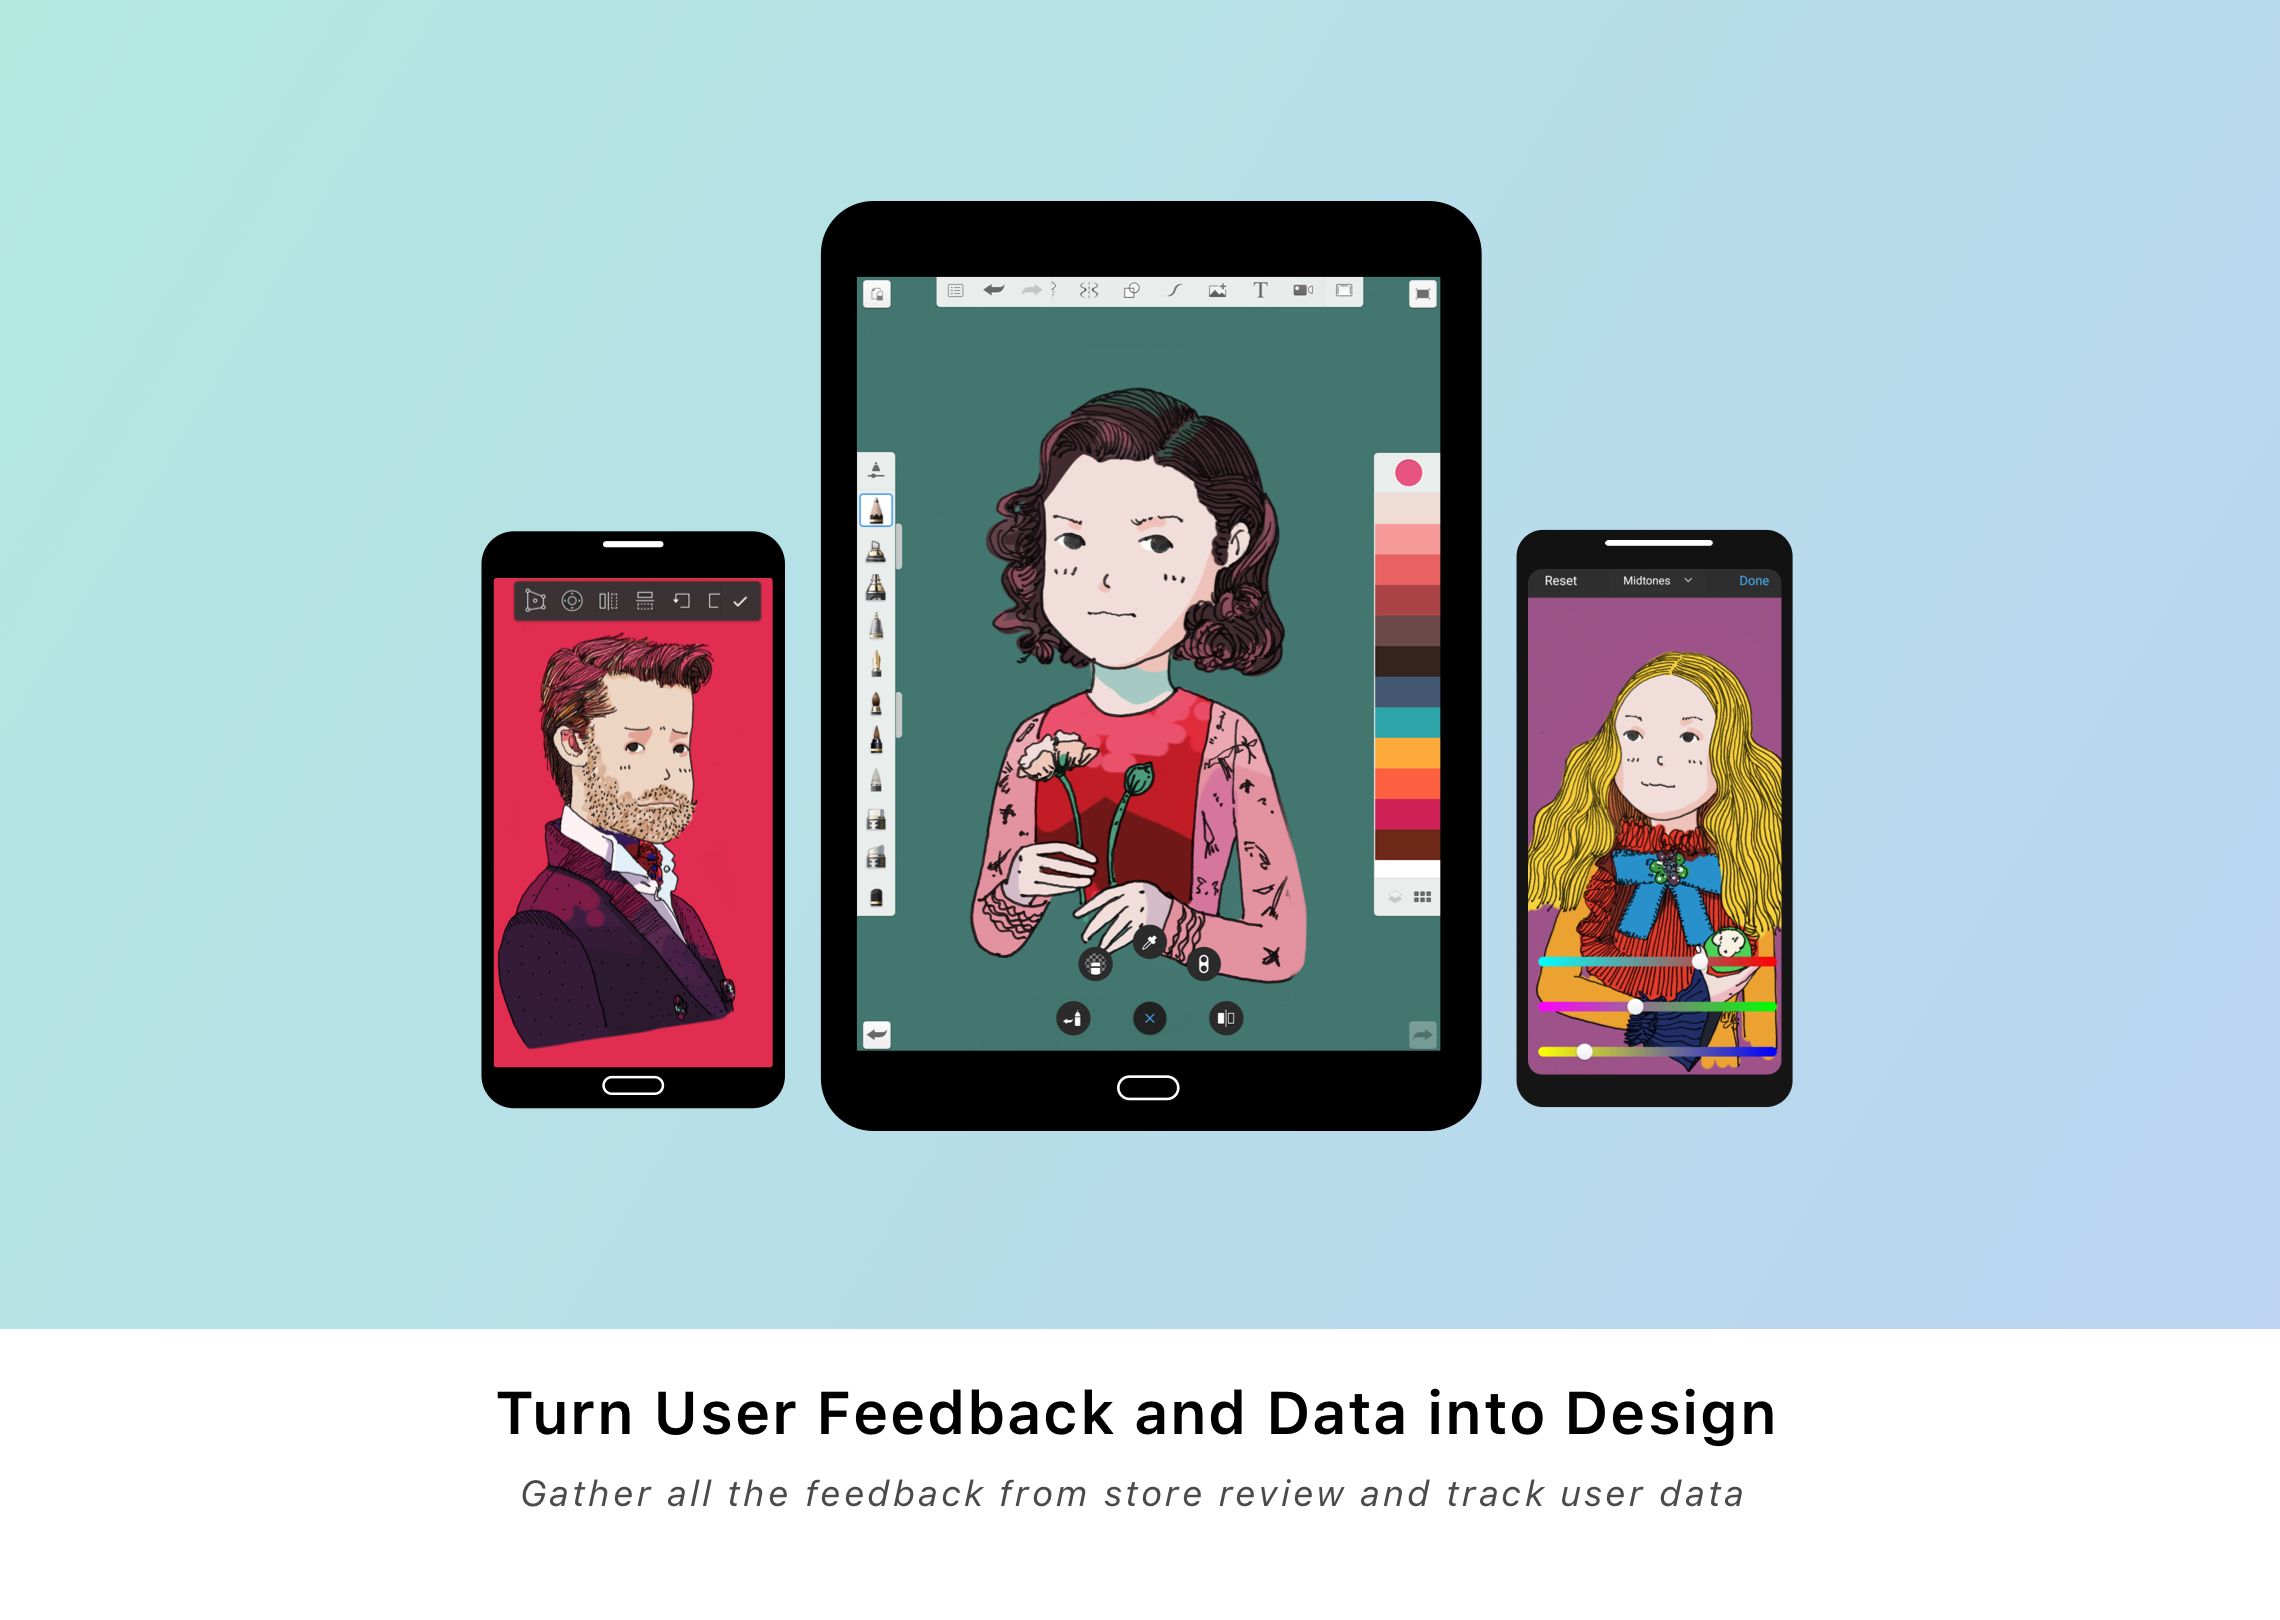 T
Reset Midtones Done
Turn User Feedback and Data into Design
Gather all the feedback from store review and track user data